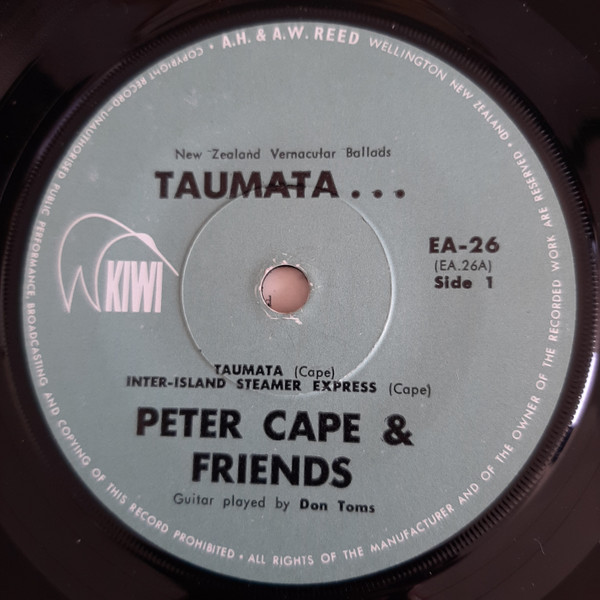 COPYRIGHT RECORD—UNAUTHORISED PUBLIC PERFORMANCE, BROADCASTING AND COPYING OF THIS RECORD PROHIBITED • ALL RIGHTS OF THE MANUFACTURER AND OF THE OWNER OF THE RECORDED WORK ARE RESERVED •
A.H. & A.W. REED WELLINGTON NEW ZEALAND •
New Zealand Vernacular Ballads
TAUMATA...
KIWI
EA-26
(EA.26A)
Side 1
TAUMATA (Cape)
INTER-ISLAND STEAMER EXPRESS (Cape)
PETER CAPE &
FRIENDS
Guitar played by Don Toms